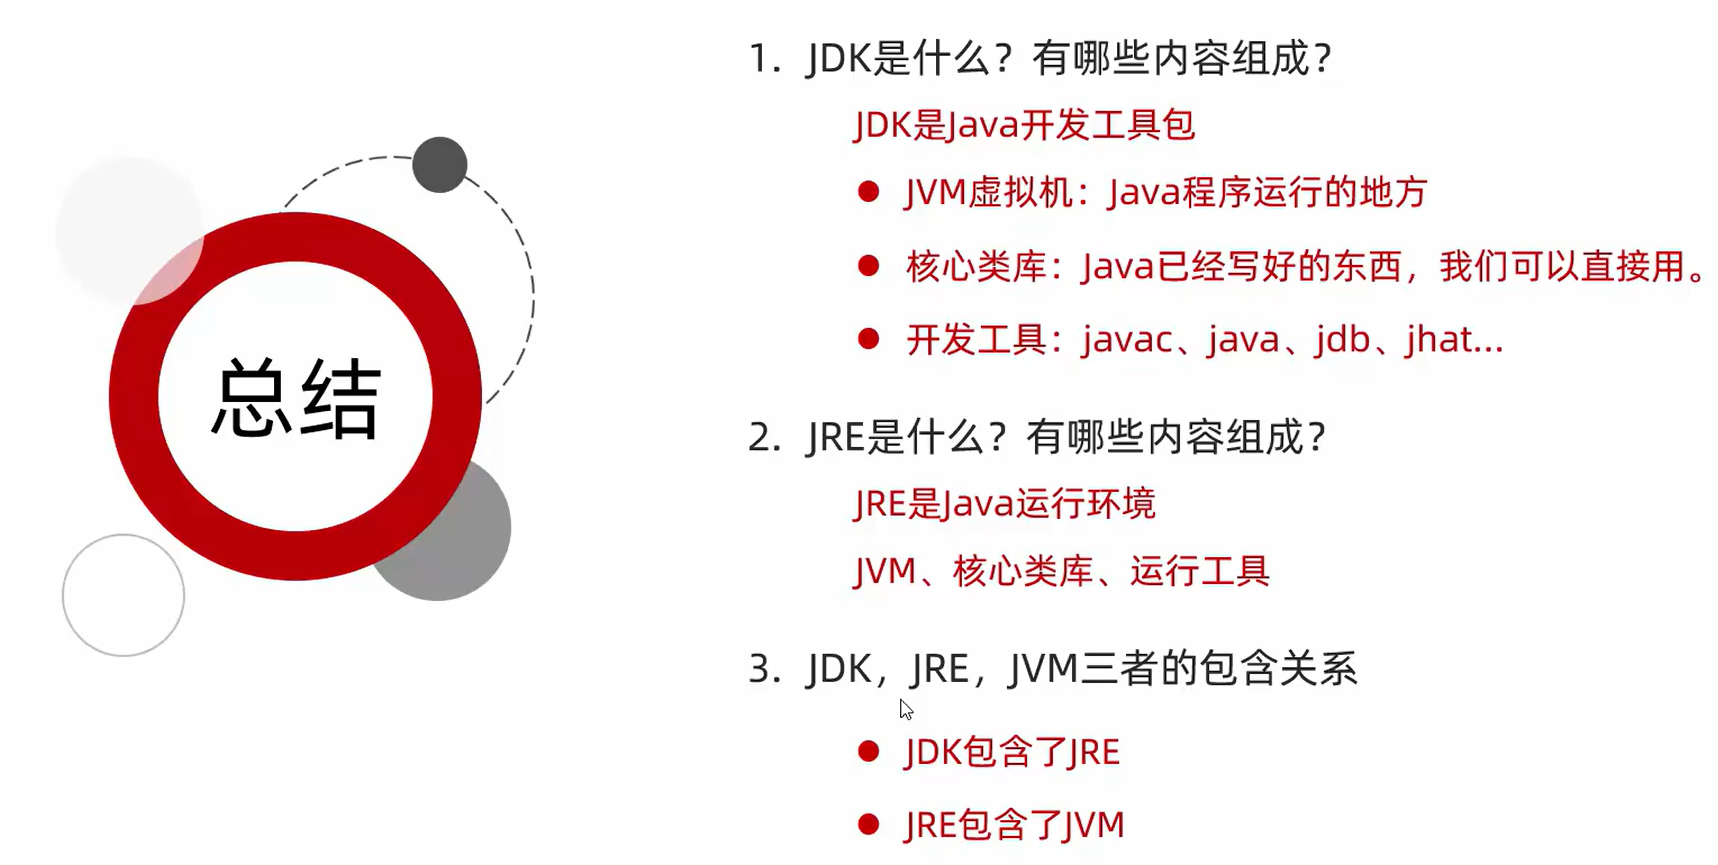 总结
1. JDK是什么？有哪些内容组成？
JDK是Java开发工具包
● JVM虚拟机：Java程序运行的地方
● 核心类库：Java已经写好的东西，我们可以直接用。
● 开发工具：javac、java、jdb、jhat...
2. JRE是什么？有哪些内容组成？
JRE是Java运行环境
JVM、核心类库、运行工具
3. JDK，JRE，JVM三者的包含关系
● JDK包含了JRE
● JRE包含了JVM